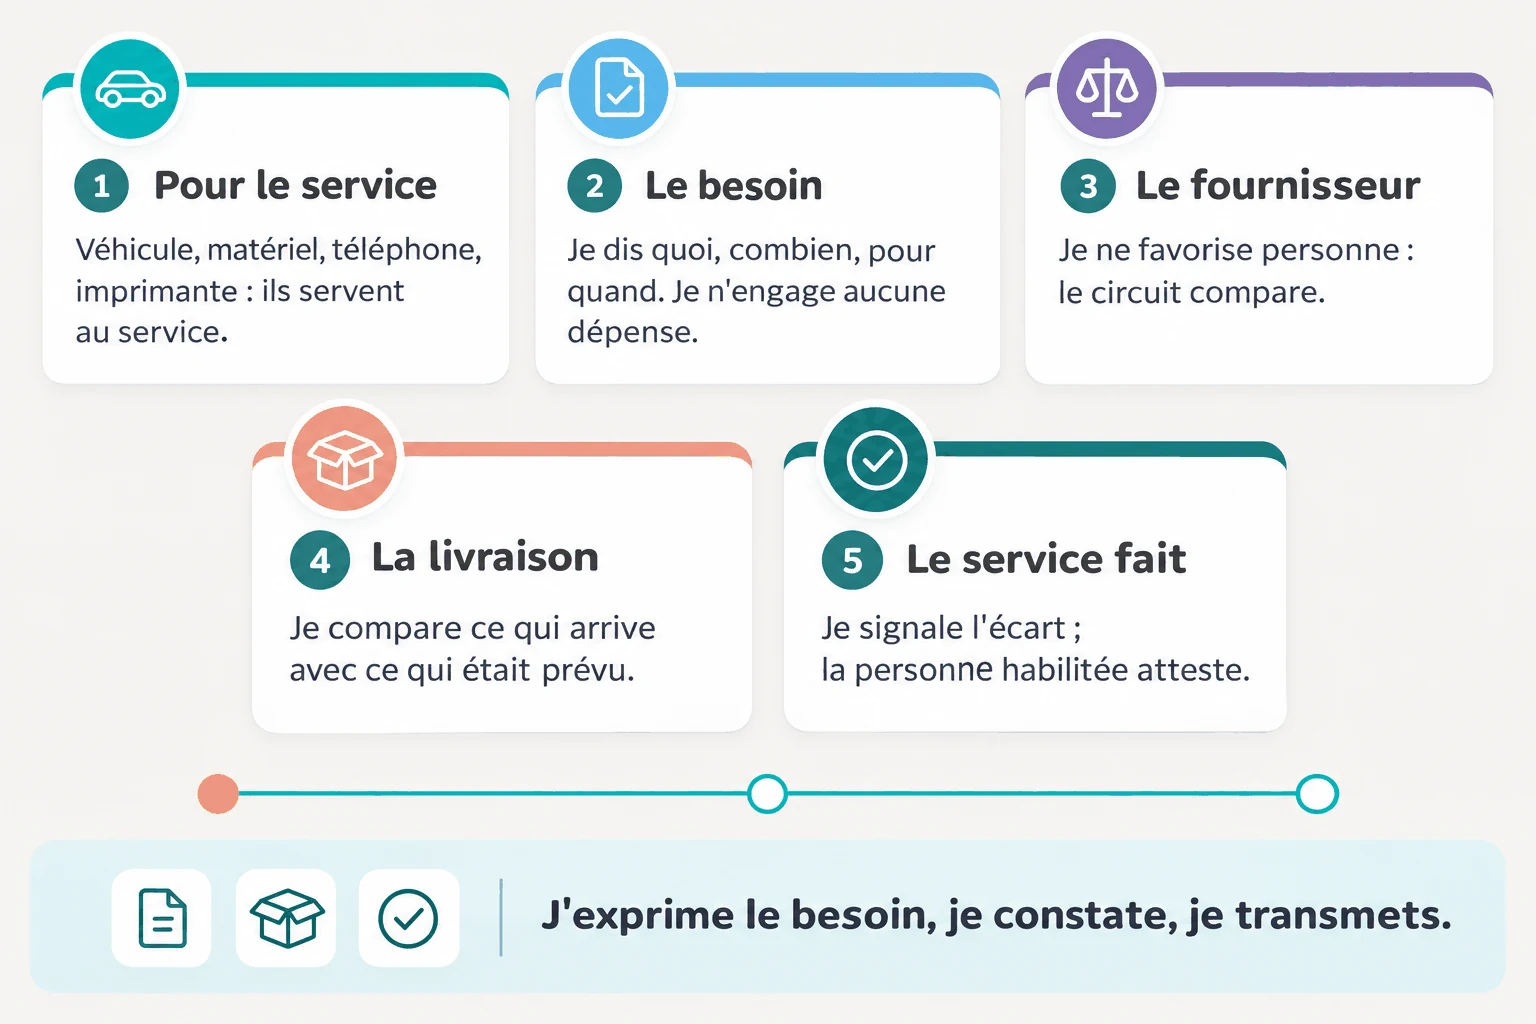 1 Pour le service
Véhicule, matériel, téléphone,
imprimante : ils servent
au service.
2 Le besoin
Je dis quoi, combien, pour
quand. Je n'engage aucune
dépense.
3 Le fournisseur
Je ne favorise personne :
le circuit compare.
4 La livraison
Je compare ce qui arrive
avec ce qui était prévu.
5 Le service fait
Je signale l'écart ;
la personne habilitée atteste.
J'exprime le besoin, je constate, je transmets.